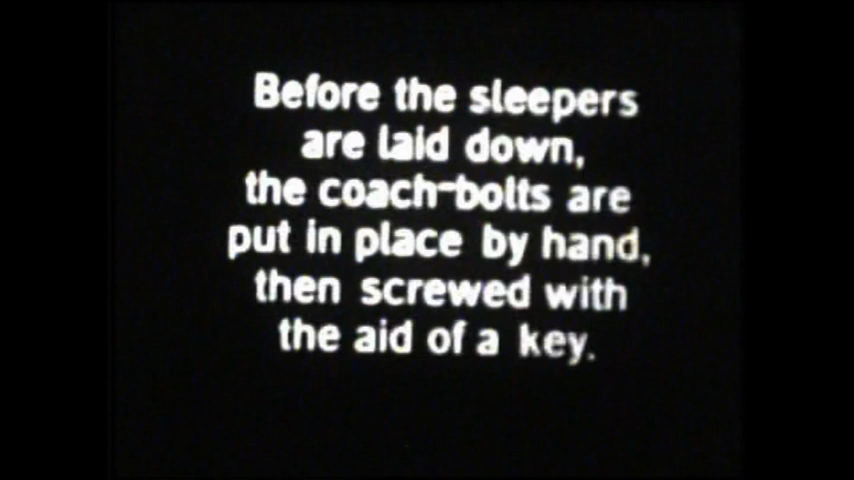 Before the sleepers
are laid down,
the coach-bolts are
put in place by hand,
then screwed with
the aid of a key.